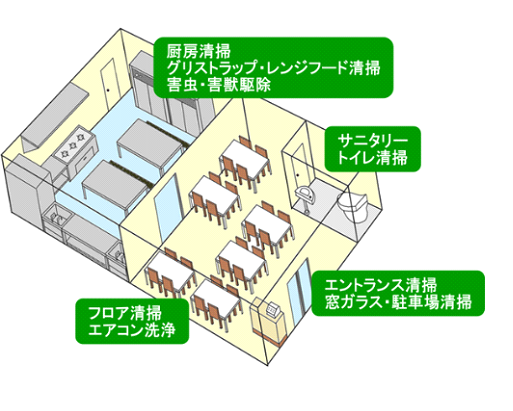 厨房清掃
グリストラップ・レンジフード清掃
害虫・害獣駆除
サニタリー
トイレ清掃
エントランス清掃
窓ガラス・駐車場清掃
フロア清掃
エアコン洗浄